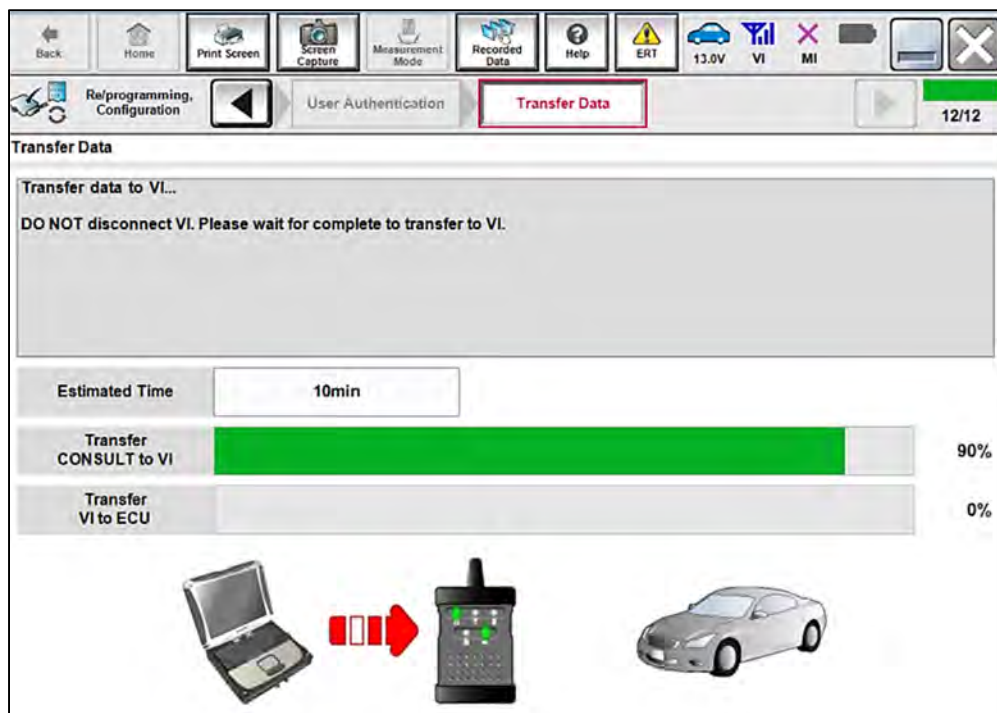 Back
Home
Print Screen
Screen Capture
Measurement Mode
Recorded Data
Help
ERT
13.0V
VI
MI
Re/programming, Configuration
User Authentication
Transfer Data
12/12
Transfer Data
Transfer data to VI...
DO NOT disconnect VI. Please wait for complete to transfer to VI.
Estimated Time
10min
Transfer
CONSULT to VI
90%
Transfer
VI to ECU
0%